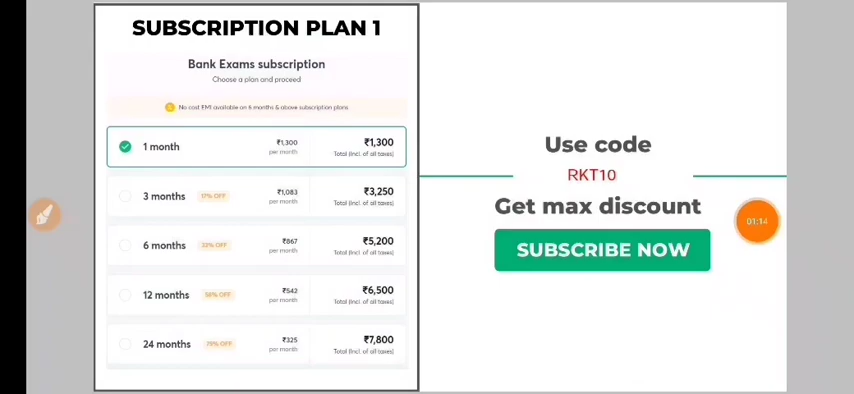 SUBSCRIPTION PLAN 1
Bank Exams subscription
Choose a plan and proceed
No cost EMI available on 6 months & above subscription plans
1 month
₹1,300
per month
₹1,300
Total (Incl. of all taxes)
3 months
17% OFF
₹1,083
per month
₹3,250
Total (Incl. of all taxes)
6 months
33% OFF
₹867
per month
₹5,200
Total (Incl. of all taxes)
12 months
58% OFF
₹542
per month
₹6,500
Total (Incl. of all taxes)
24 months
75% OFF
₹325
per month
₹7,800
Total (Incl. of all taxes)
Use code
RKT10
Get max discount
SUBSCRIBE NOW
01:14